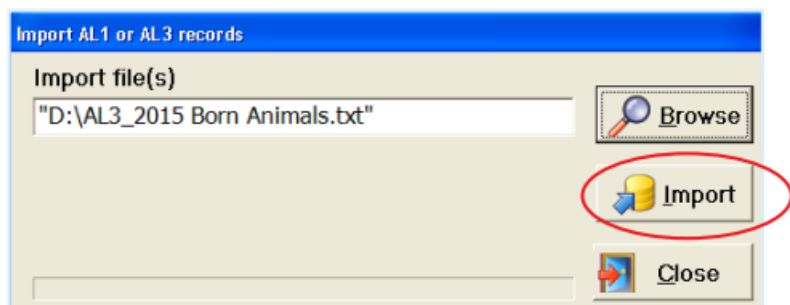 Import AL1 or AL3 records
Import file(s)
"D:\AL3_2015 Born Animals.txt"
Browse
Import
Close